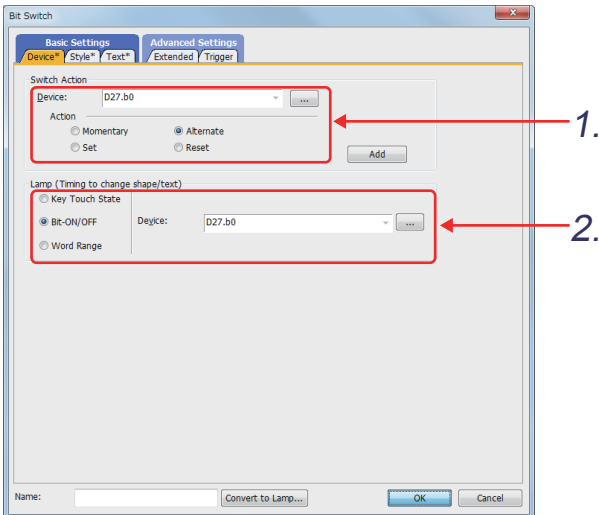 Bit Switch
Basic Settings
Advanced Settings
Device* Style* Text* Extended Trigger
Switch Action
Device: D27.b0 ...
Action
Momentary Alternate
Set Reset
Add
1.
Lamp (Timing to change shape/text)
Key Touch State
Bit-ON/OFF Device: D27.b0 ...
Word Range
2.
Name: Convert to Lamp... OK Cancel